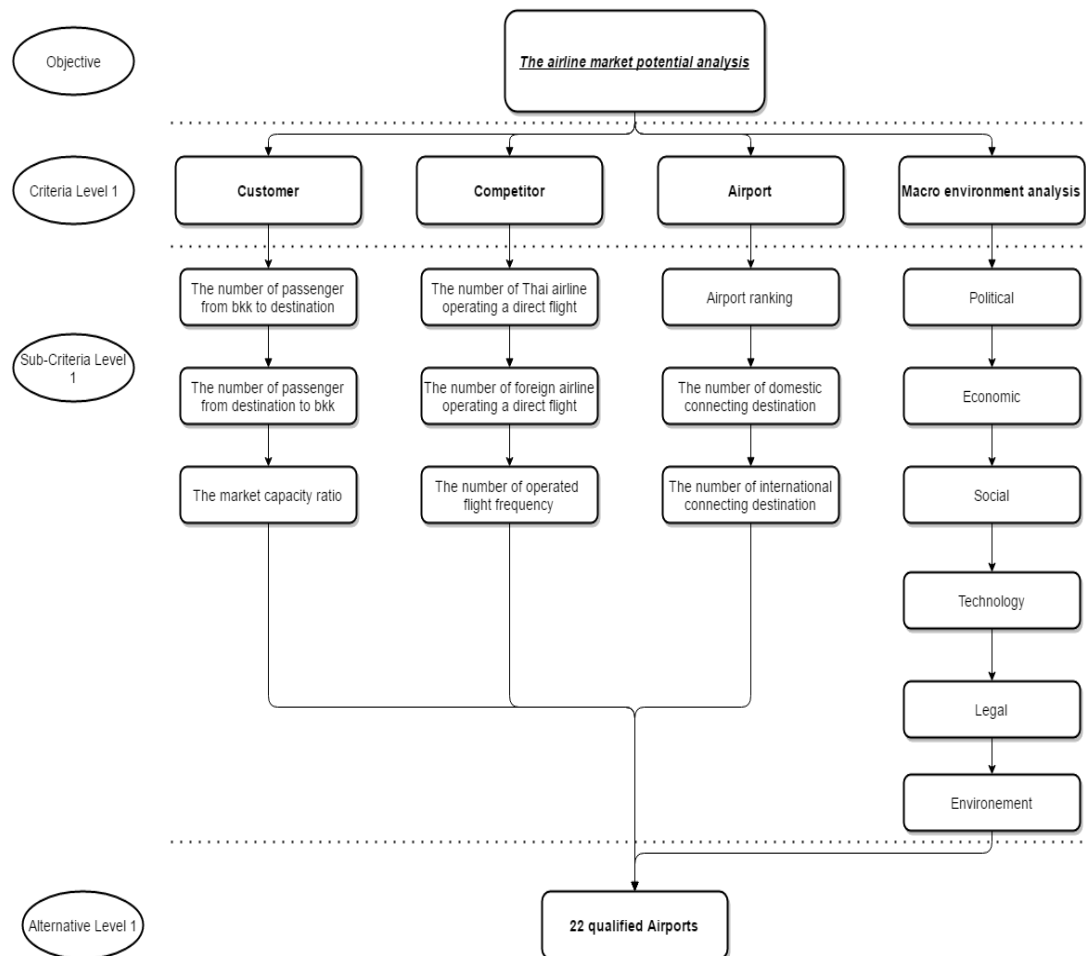 Objective
The airline market potential analysis
Criteria Level 1
Customer
Competitor
Airport
Macro environment analysis
Sub-Criteria Level
1
The number of passenger
from bkk to destination
The number of Thai airline
operating a direct flight
Airport ranking
Political
The number of passenger
from destination to bkk
The number of foreign airline
operating a direct flight
The number of domestic
connecting destination
Economic
The market capacity ratio
The number of operated
flight frequency
The number of international
connecting destination
Social
Technology
Legal
Environement
Alternative Level 1
22 qualified Airports